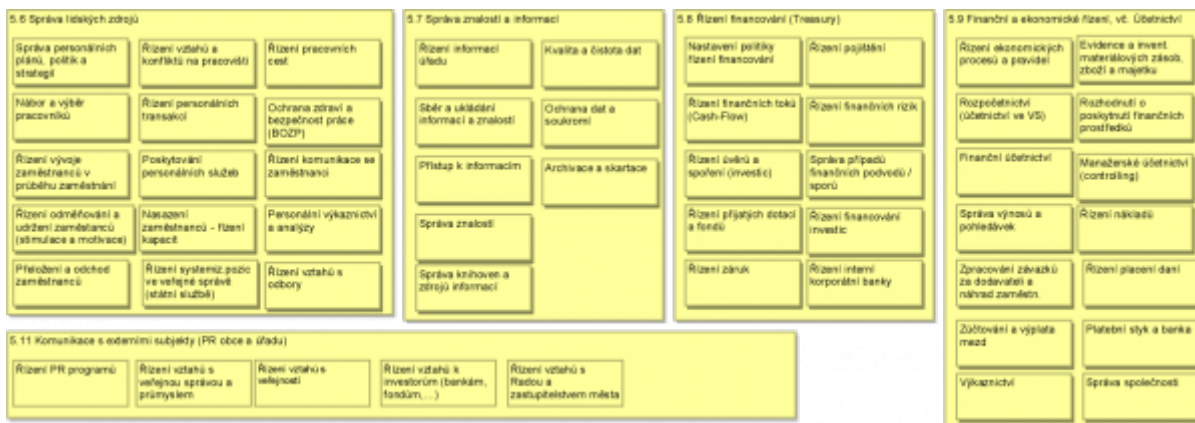 5.6 Správa lidských zdrojů
Správa personálních
plánů, politik a
strategií
Řízení vztahů a
konfliktů na pracovišti
Řízení pracovních
cest
Nábor a výběr
pracovníků
Řízení personálních
transakcí
Ochrana zdraví a
bezpečnost práce
(BOZP)
Řízení vývoje
zaměstnanců v
průběhu zaměstnání
Poskytování
personálních služeb
Řízení komunikace se
zaměstnanci
Řízení odměňování a
udržení zaměstanců
(stimulace a motivace)
Nasazení
zaměstnanců - řízení
kapacit
Personální výkaznictví
a analýzy
Přeložení a odchod
zaměstnanců
Řízení systemiz.pozic
ve veřejné správě
(státní službě)
Řízení vztahů s
odbory
5.7 Správa znalostí a informací
Řízení informací
úřadu
Kvalita a čistota dat
Sběr a ukládání
informací a znalostí
Ochrana dat a
soukromí
Přístup k informacím
Archivace a skartace
Správa znalostí
Správa knihoven a
zdrojů informací
5.8 Řízení financování (Treasury)
Nastavení politiky
řízení financování
Řízení pojištění
Řízení finančních toků
(Cash-Flow)
Řízení finančních rizik
Řízení úvěrů a
spoření (investic)
Správa případů
finančních podvodů /
sporů
Řízení přijatých dotací
a fondů
Řízení financování
investic
Řízení záruk
Řízení interní
korporátní banky
5.9 Finanční a ekonomické řízení, vč. Účetnictví
Řízení ekonomických
procesů a pravidel
Evidence a invent.
materiálových zásob,
zboží a majetku
Rozpočetnictví
(účetnictví ve VS)
Rozhodnutí o
poskytnutí finančních
prostředků
Finanční účetnictví
Manažerské účetnictví
(controlling)
Správa výnosů a
pohledávek
Řízení nákladů
Zpracování závazků
za dodavateli a
náhrad zaměstn.
Řízení placení daní
Zúčtování a výplata
mezd
Platební styk a banka
Výkaznictví
Správa společností
5.11 Komunikace s externími subjekty (PR obce a úřadu)
Řízení PR programů
Řízení vztahů s
veřejnou správou a
průmyslem
Řízení vztahů s
veřejností
Řízení vztahů k
investorům (bankám,
fondům,...)
Řízení vztahů s
Radou a
zastupitelstvem města